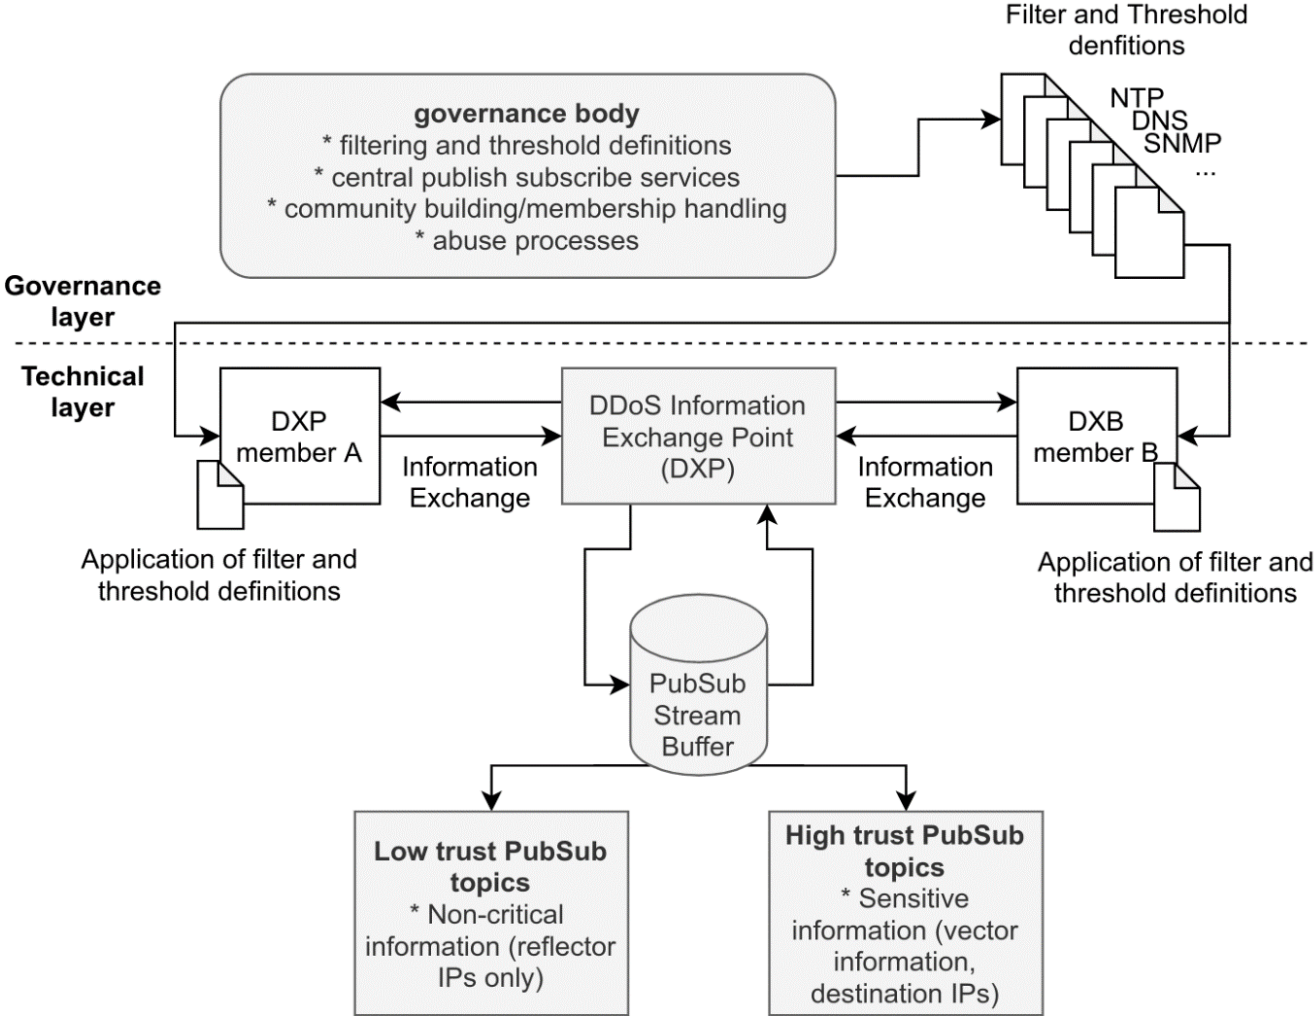 Filter and Threshold
denfitions
NTP
DNS
SNMP
...
governance body
* filtering and threshold definitions
* central publish subscribe services
* community building/membership handling
* abuse processes
Governance
layer
Technical
layer
DXP
member A
Information
Exchange
DDoS Information
Exchange Point
(DXP)
Information
Exchange
DXB
member B
Application of filter and
threshold definitions
Application of filter and
threshold definitions
PubSub
Stream
Buffer
Low trust PubSub
topics
* Non-critical
information (reflector
IPs only)
High trust PubSub
topics
* Sensitive
information (vector
information,
destination IPs)